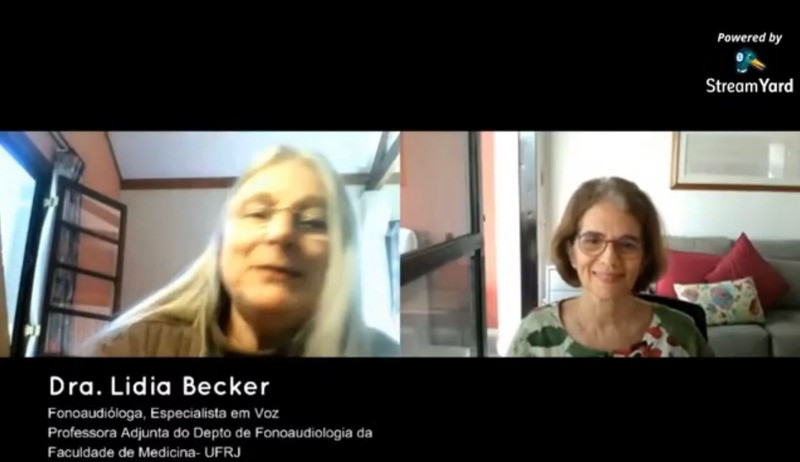 Powered by
StreamYard
Dra. Lidia Becker
Fonoaudióloga, Especialista em Voz
Professora Adjunta do Depto de Fonoaudiologia da
Faculdade de Medicina- UFRJ